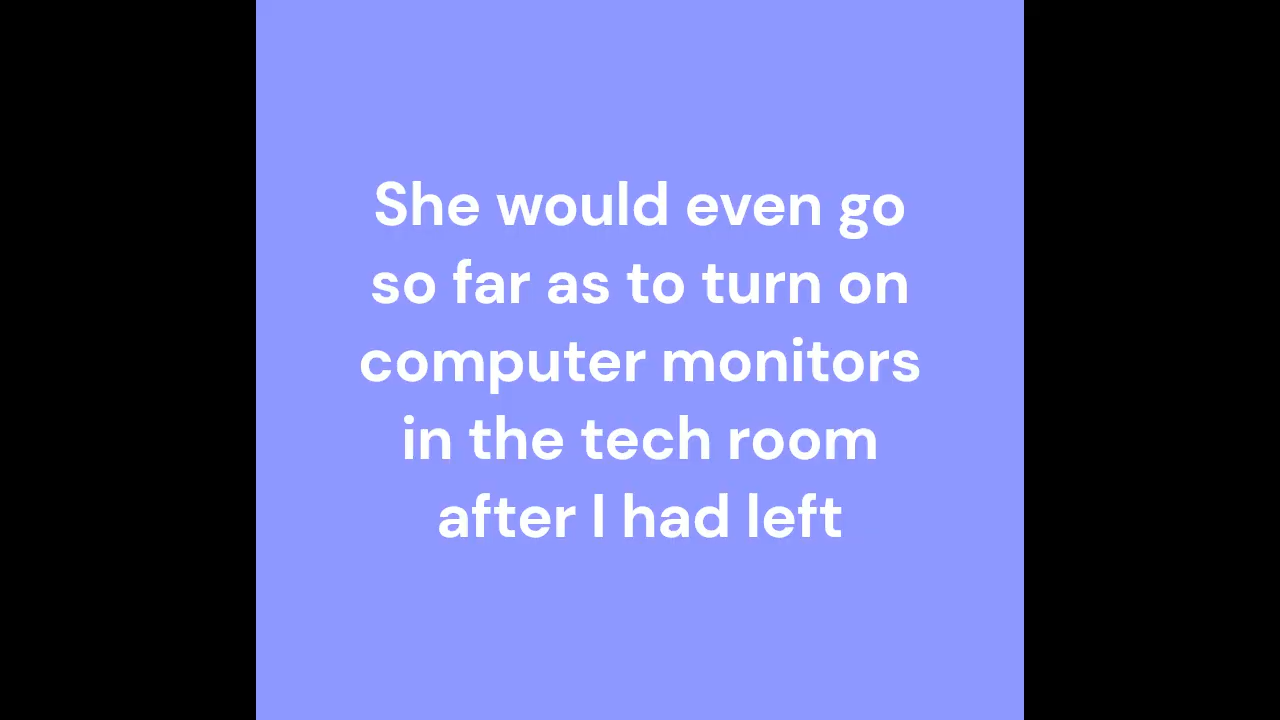 She would even go
so far as to turn on
computer monitors
in the tech room
after I had left